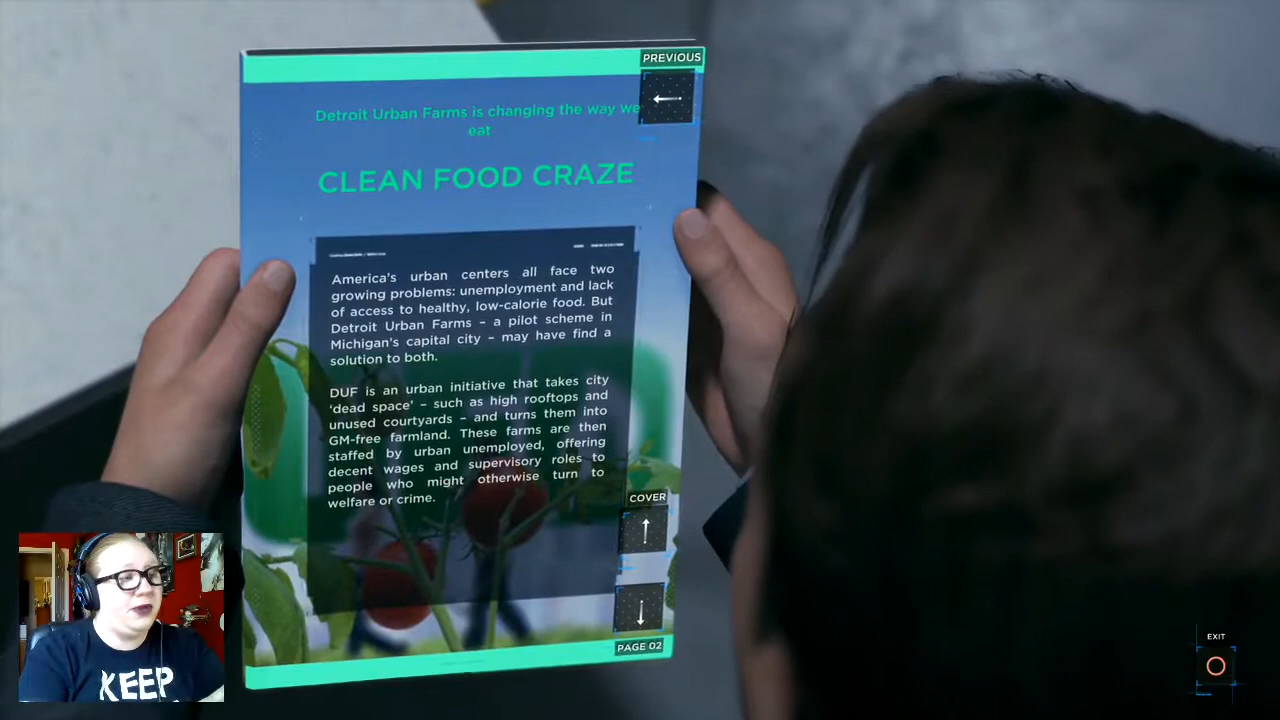 PREVIOUS
Detroit Urban Farms is changing the way we
eat
CLEAN FOOD CRAZE
America's urban centers all face two
growing problems: unemployment and lack
of access to healthy, low-calorie food. But
Detroit Urban Farms – a pilot scheme in
Michigan's capital city – may have find a
solution to both.
DUF is an urban initiative that takes city
'dead space' – such as high rooftops and
unused courtyards – and turns them into
GM-free farmland. These farms are then
staffed by urban unemployed, offering
decent wages and supervisory roles to
people who might otherwise turn to
welfare or crime.
COVER
PAGE 02
EXIT
KEEP